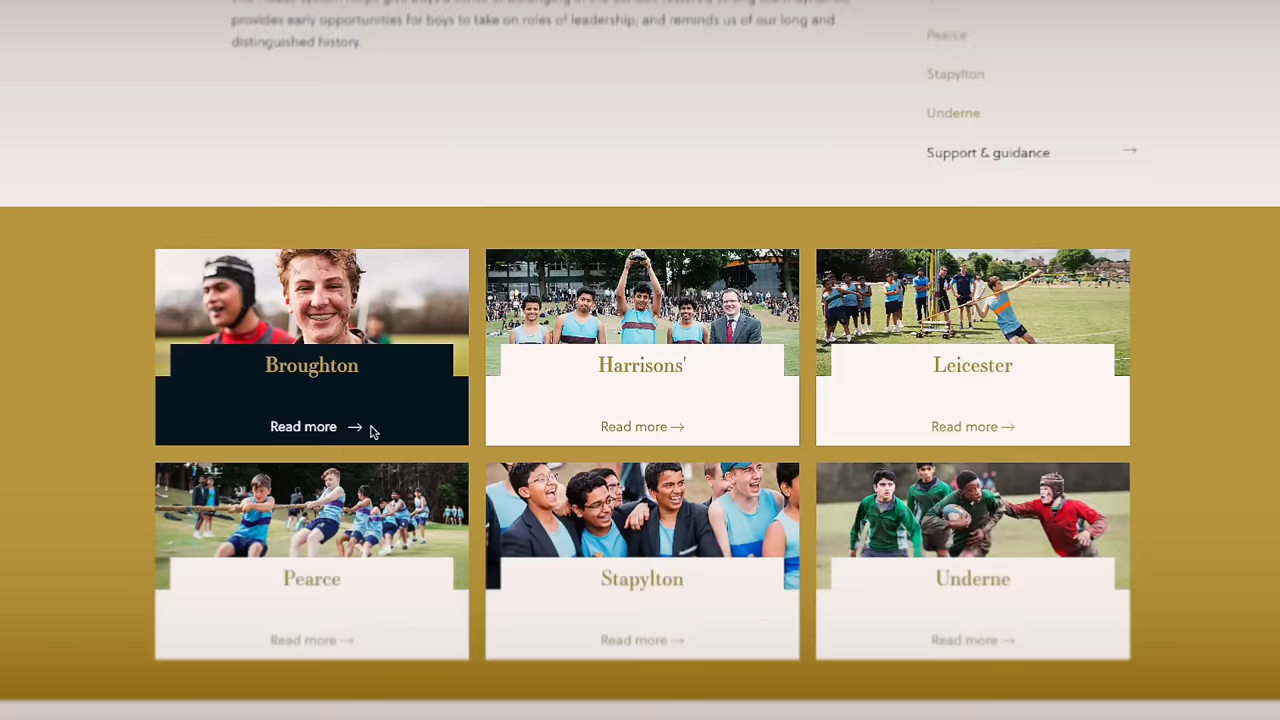 provides early opportunities for boys to take on roles of leadership, and reminds us of our long and
distinguished history.
Pearce
Stapylton
Underne
Support & guidance →
Broughton
Read more →
Harrisons'
Read more →
Leicester
Read more →
Pearce
Read more →
Stapylton
Read more →
Underne
Read more →